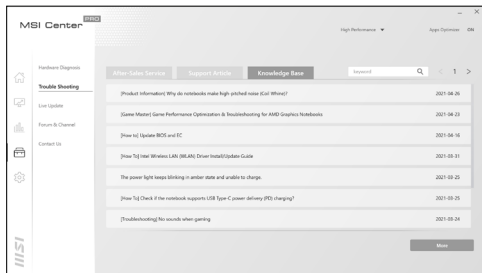 MSI Center PRO
High Performance
Apps Optimizer ON
Hardware Diagnosis
Trouble Shooting
Live Update
Forum & Channel
Contact Us
After-Sales Service Support Article Knowledge Base
keyword
1
[Product Information] Why do notebooks make high-pitched noise (Coil Whine)? 2021-04-26
[Game Master] Game Performance Optimization & Troubleshooting for AMD Graphics Notebooks 2021-04-23
[How to] Update BIOS and EC 2021-04-16
[How To] Intel Wireless LAN (WLAN) Driver Install/Update Guide 2021-03-31
The power light keeps blinking in amber state and unable to charge. 2021-03-25
[How To] Check if the notebook supports USB Type-C power delivery (PD) charging? 2021-03-25
[Troubleshooting] No sounds when gaming 2021-03-24
More
msi